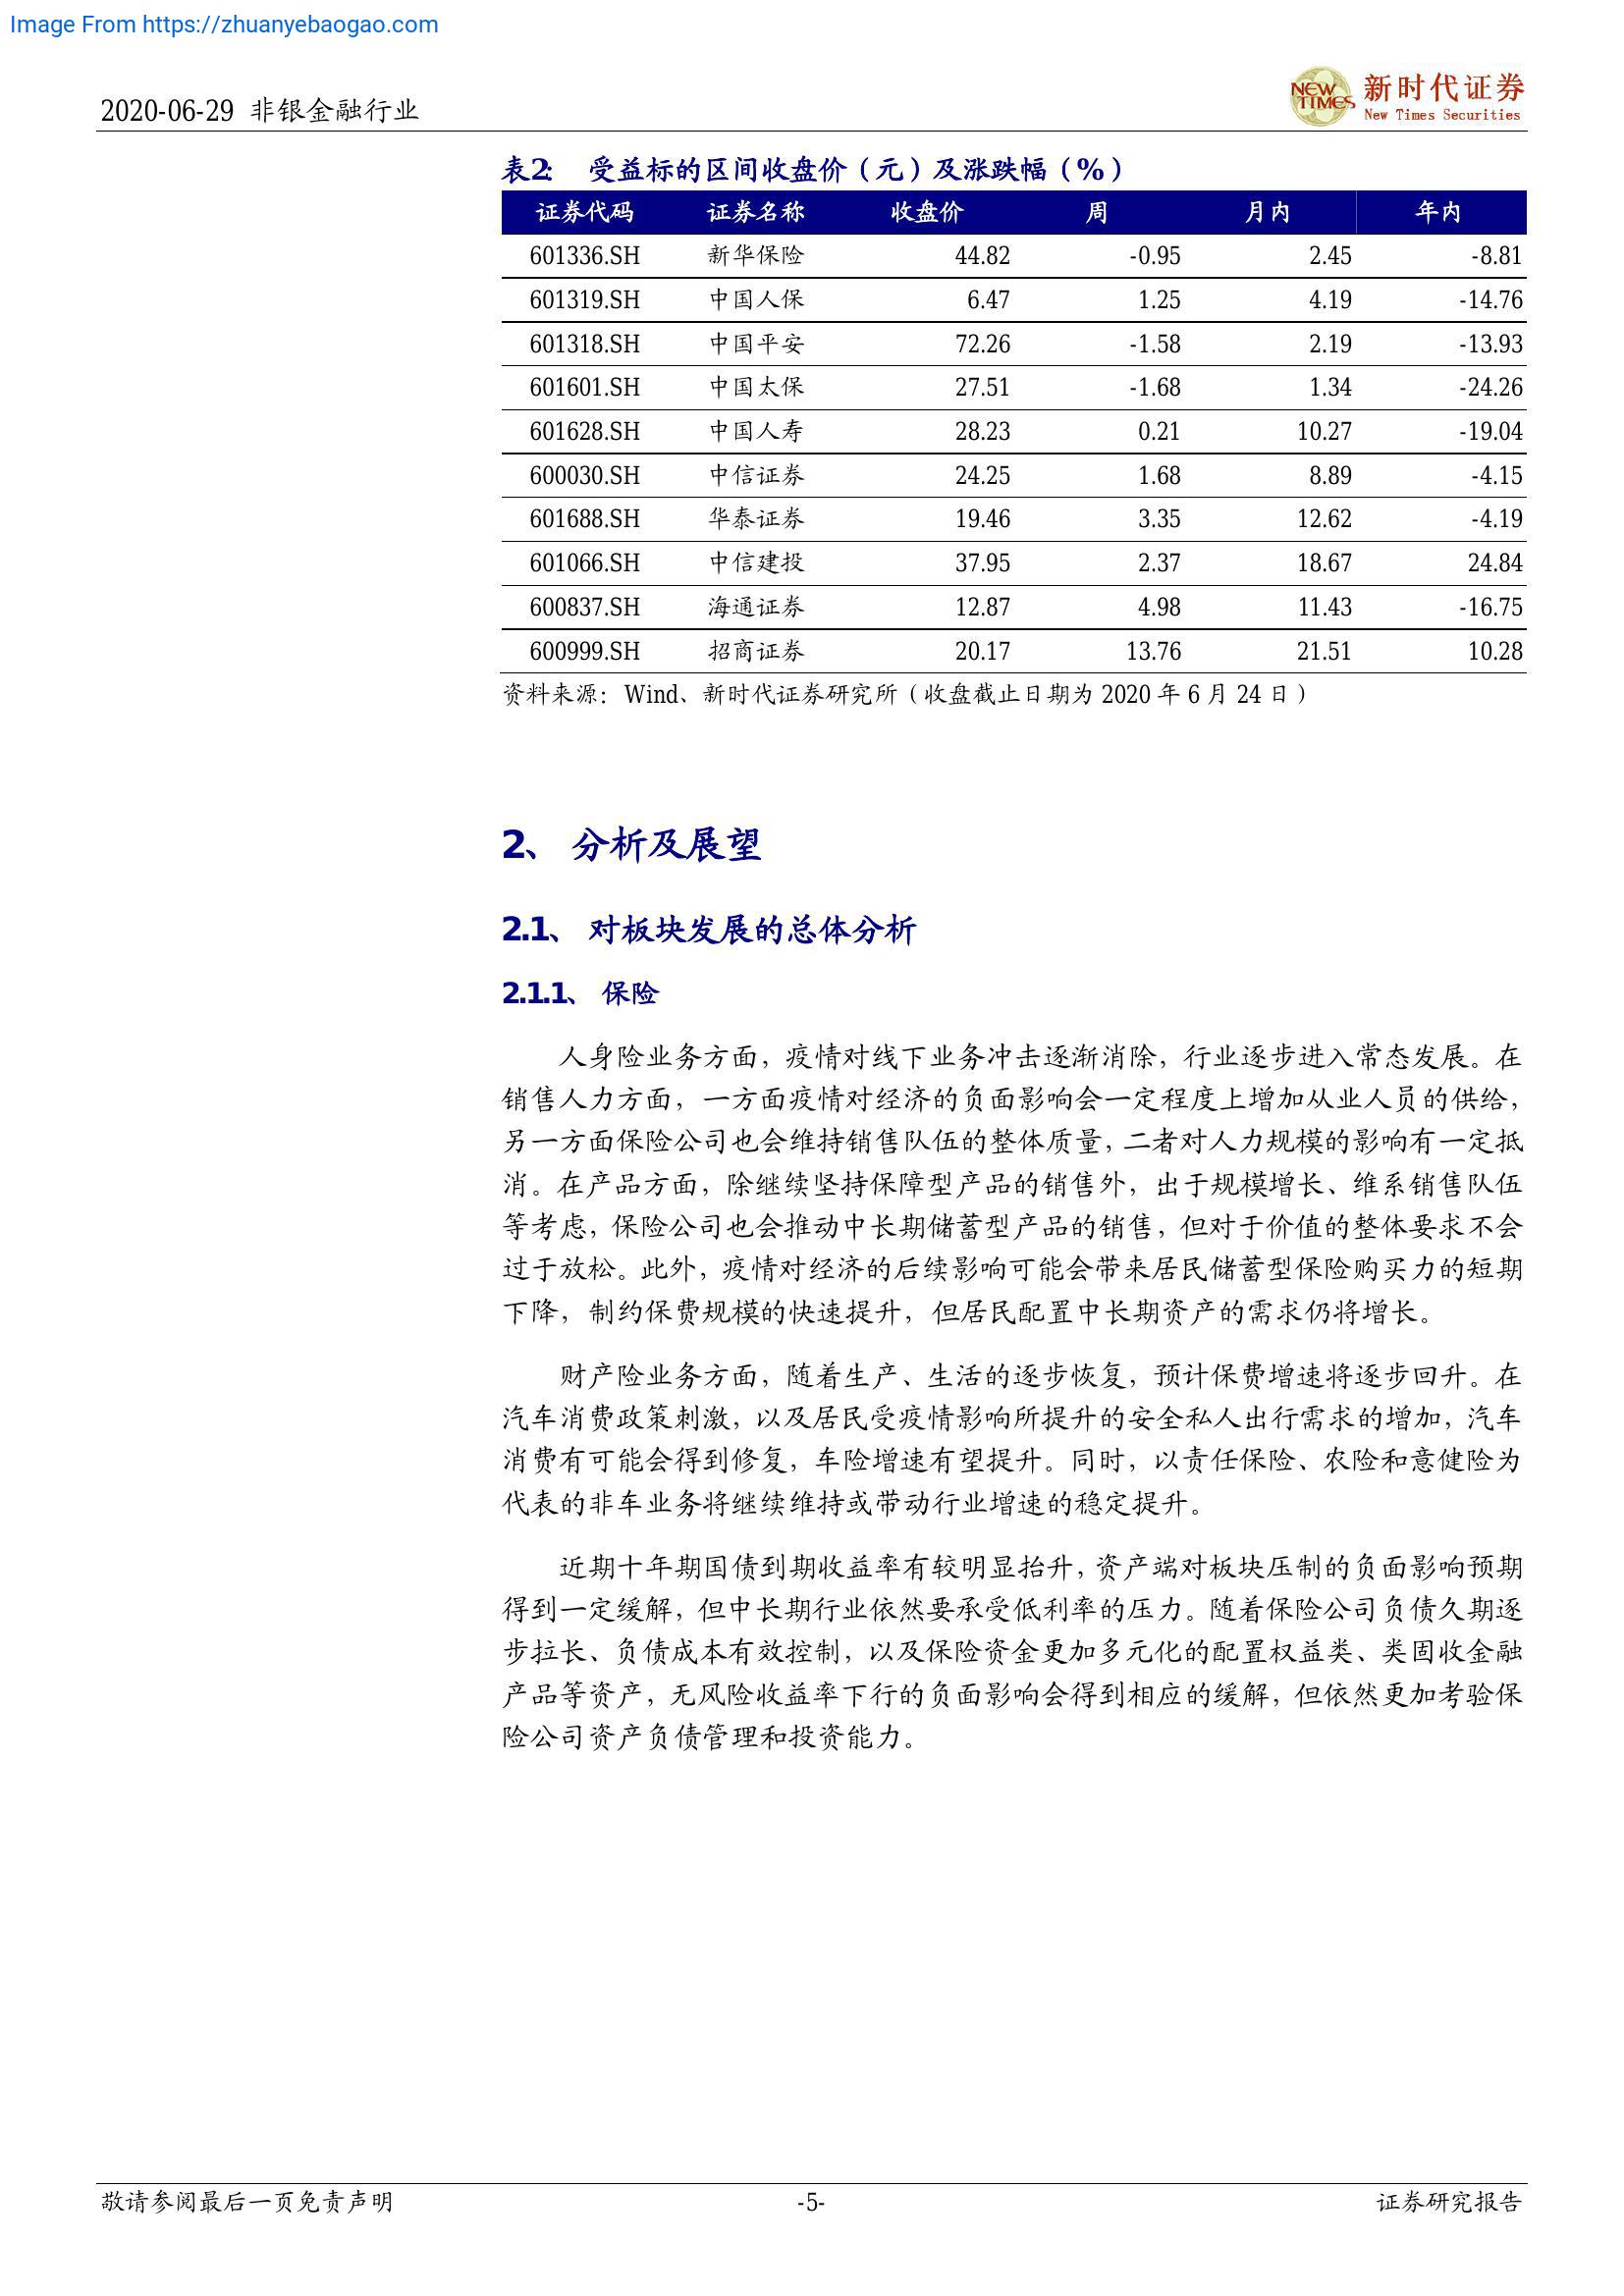 Image From https://zhuanyebaogao.com
2020-06-29 非银金融行业
NEW TIMES
新时代证券
New Times Securities
表2: 受益标的区间收盘价（元）及涨跌幅（%）
证券代码 证券名称 收盘价 周 月内 年内
601336.SH 新华保险 44.82 -0.95 2.45 -8.81
601319.SH 中国人保 6.47 1.25 4.19 -14.76
601318.SH 中国平安 72.26 -1.58 2.19 -13.93
601601.SH 中国太保 27.51 -1.68 1.34 -24.26
601628.SH 中国人寿 28.23 0.21 10.27 -19.04
600030.SH 中信证券 24.25 1.68 8.89 -4.15
601688.SH 华泰证券 19.46 3.35 12.62 -4.19
601066.SH 中信建投 37.95 2.37 18.67 24.84
600837.SH 海通证券 12.87 4.98 11.43 -16.75
600999.SH 招商证券 20.17 13.76 21.51 10.28
资料来源：Wind、新时代证券研究所（收盘截止日期为 2020 年 6 月 24 日）
2、 分析及展望
2.1、 对板块发展的总体分析
2.1.1、 保险
人身险业务方面，疫情对线下业务冲击逐渐消除，行业逐步进入常态发展。在
销售人力方面，一方面疫情对经济的负面影响会一定程度上增加从业人员的供给，
另一方面保险公司也会维持销售队伍的整体质量，二者对人力规模的影响有一定抵
消。在产品方面，除继续坚持保障型产品的销售外，出于规模增长、维系销售队伍
等考虑，保险公司也会推动中长期储蓄型产品的销售，但对于价值的整体要求不会
过于放松。此外，疫情对经济的后续影响可能会带来居民储蓄型保险购买力的短期
下降，制约保费规模的快速提升，但居民配置中长期资产的需求仍将增长。
财产险业务方面，随着生产、生活的逐步恢复，预计保费增速将逐步回升。在
汽车消费政策刺激，以及居民受疫情影响所提升的安全私人出行需求的增加，汽车
消费有可能会得到修复，车险增速有望提升。同时，以责任保险、农险和意健险为
代表的非车业务将继续维持或带动行业增速的稳定提升。
近期十年期国债到期收益率有较明显抬升，资产端对板块压制的负面影响预期
得到一定缓解，但中长期行业依然要承受低利率的压力。随着保险公司负债久期逐
步拉长、负债成本有效控制，以及保险资金更加多元化的配置权益类、类固收金融
产品等资产，无风险收益率下行的负面影响会得到相应的缓解，但依然更加考验保
险公司资产负债管理和投资能力。
敬请参阅最后一页免责声明 -5- 证券研究报告